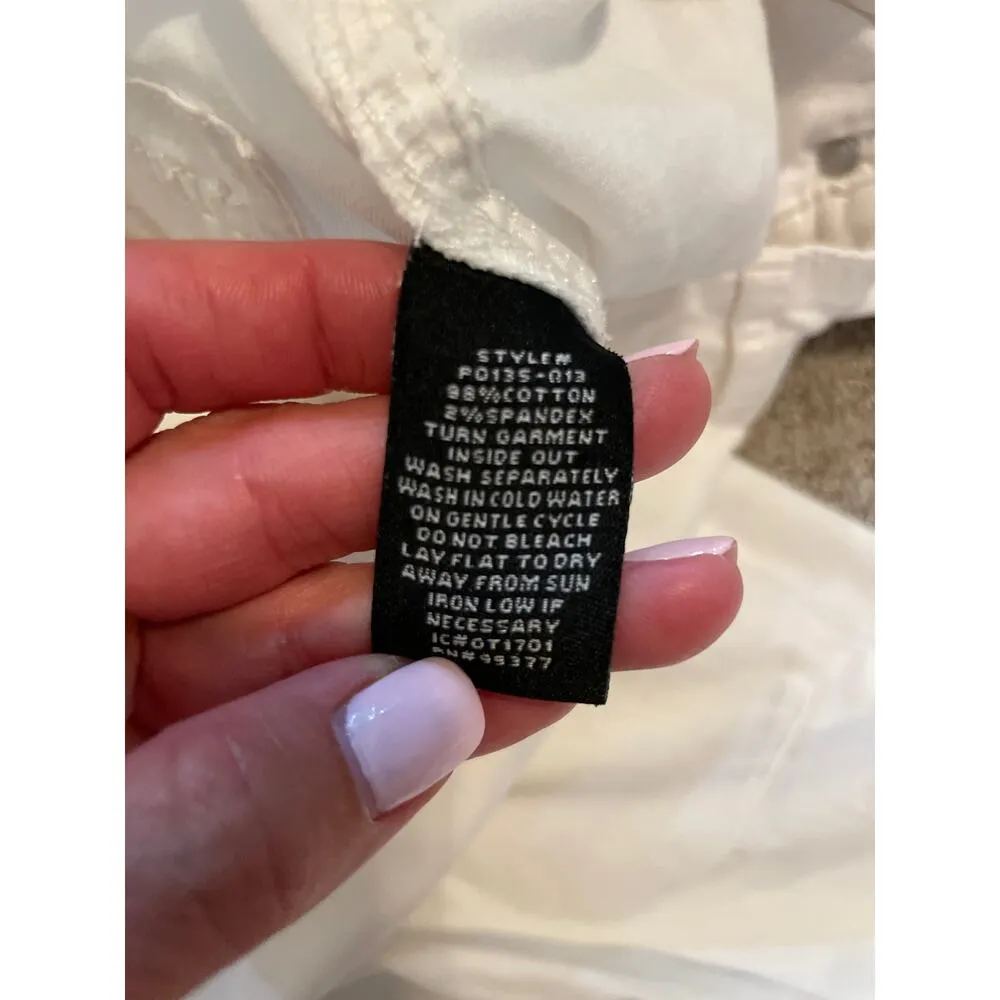 STYLE#
PQ135-013
98%COTTON
2%SPANDEX
TURN GARMENT
INSIDE OUT
WASH SEPARATELY
WASH IN COLD WATER
ON GENTLE CYCLE
DO NOT BLEACH
LAY FLAT TO DRY
AWAY FROM SUN
IRON LOW IF
NECESSARY
IC#OT1701
RN#95377